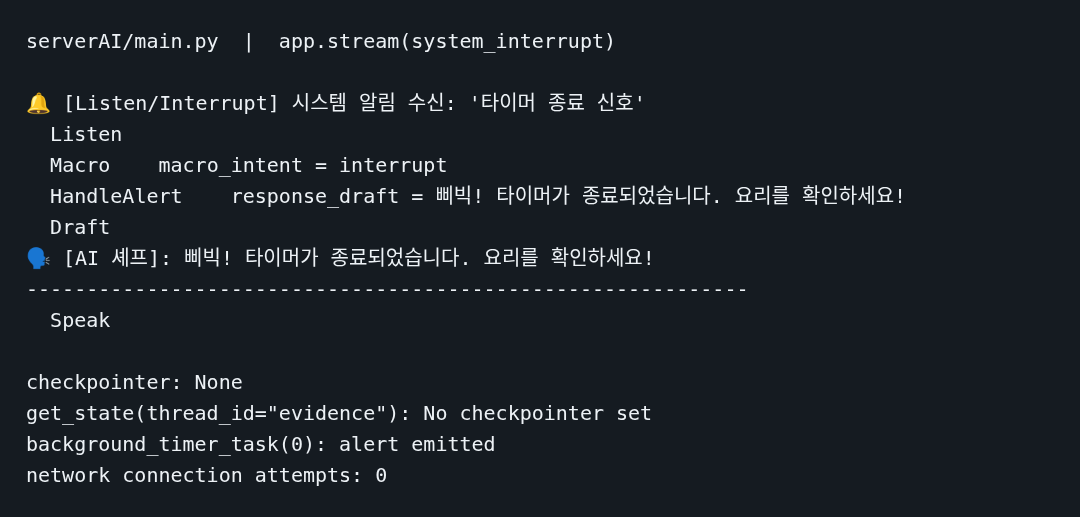 serverAI/main.py  |  app.stream(system_interrupt)
🔔 [Listen/Interrupt] 시스템 알림 수신: '타이머 종료 신호'
  Listen
  Macro    macro_intent = interrupt
  HandleAlert    response_draft = 삐빅! 타이머가 종료되었습니다. 요리를 확인하세요!
  Draft
🗣️ [AI 셰프]: 삐빅! 타이머가 종료되었습니다. 요리를 확인하세요!
------------------------------------------------------------
  Speak
checkpointer: None
get_state(thread_id="evidence"): No checkpointer set
background_timer_task(0): alert emitted
network connection attempts: 0